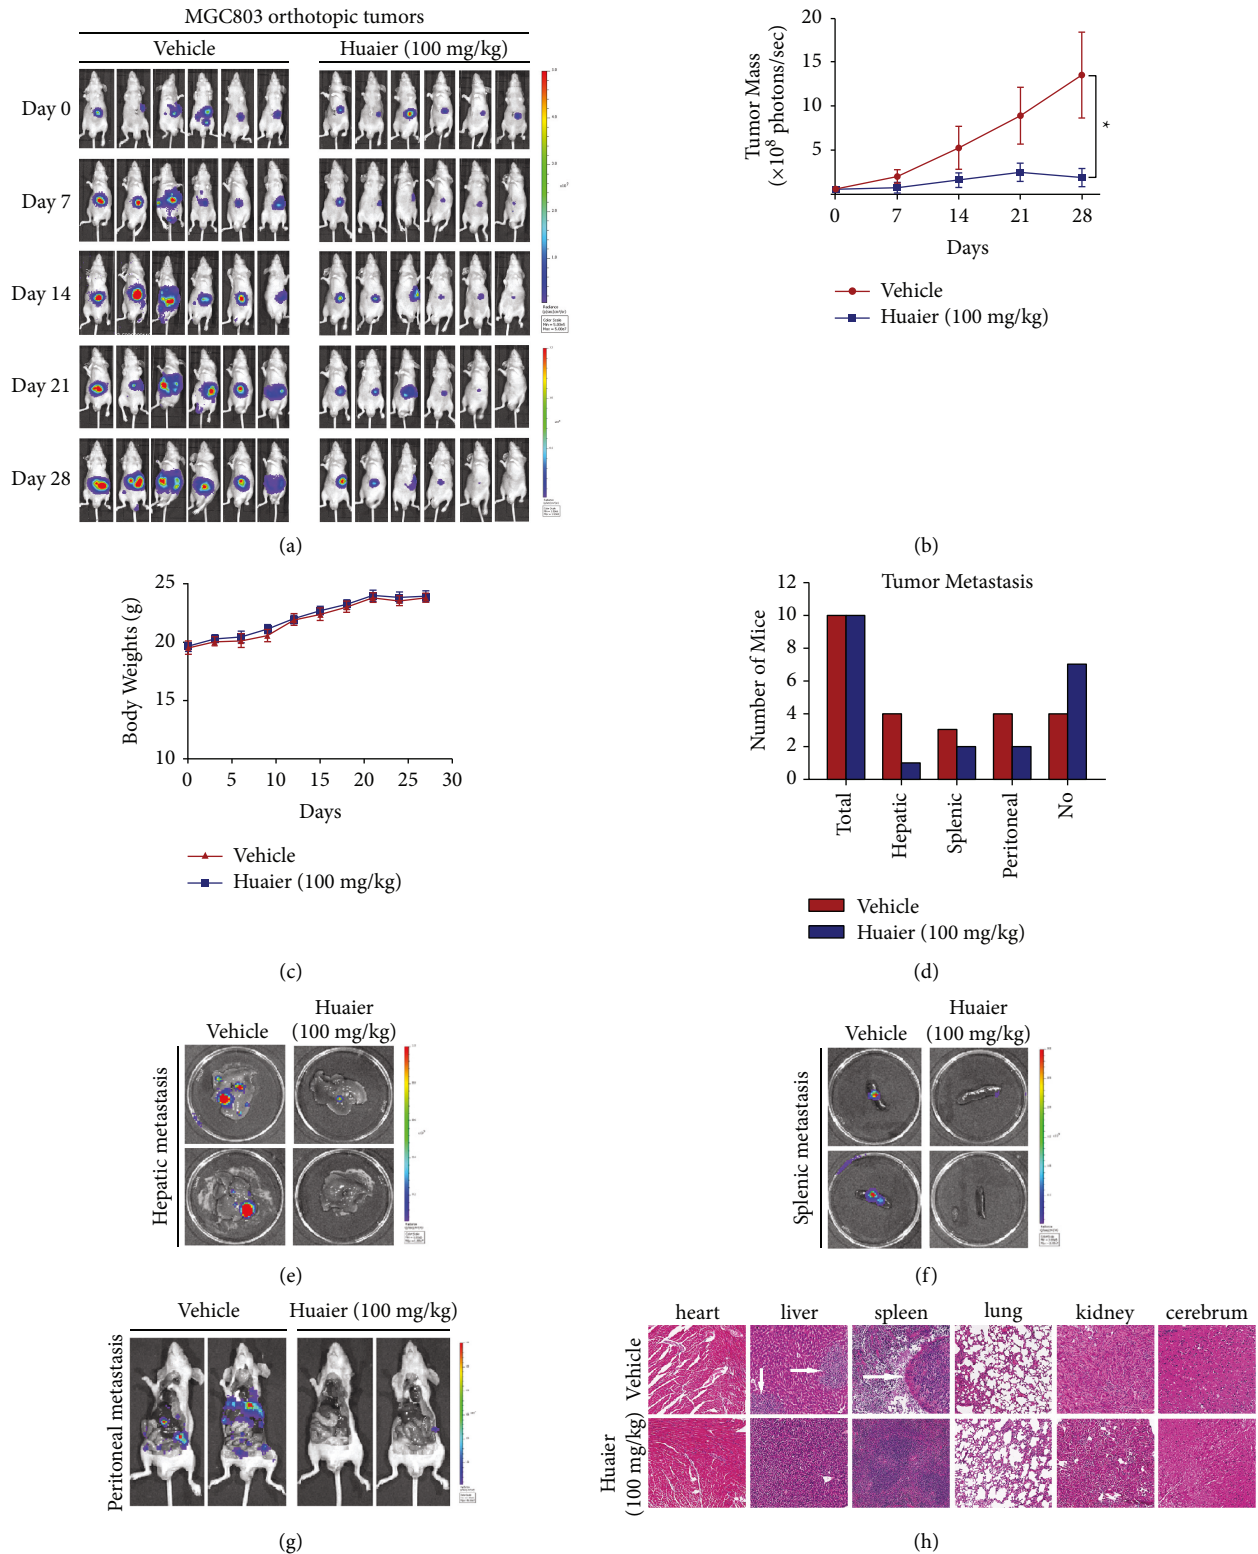 MGC803 orthotopic tumors
Vehicle
Huaier (100 mg/kg)
Day 0
Day 7
Day 14
Day 21
Day 28
(a)
20
15
10
5
Tumor Mass
(×10⁸ photons/sec)
*
0
7
14
21
28
Days
Vehicle
Huaier (100 mg/kg)
(b)
25
20
15
10
Body Weights (g)
0
5
10
15
20
25
30
Days
Vehicle
Huaier (100 mg/kg)
(c)
Tumor Metastasis
12
10
8
6
4
2
0
Number of Mice
Total
Hepatic
Splenic
Peritoneal
No
Vehicle
Huaier (100 mg/kg)
(d)
Vehicle
Huaier
(100 mg/kg)
Hepatic metastasis
(e)
Vehicle
Huaier
(100 mg/kg)
Splenic metastasis
(f)
Vehicle
Huaier (100 mg/kg)
Peritoneal metastasis
(g)
heart
liver
spleen
lung
kidney
cerebrum
Vehicle
Huaier
(100 mg/kg)
(h)